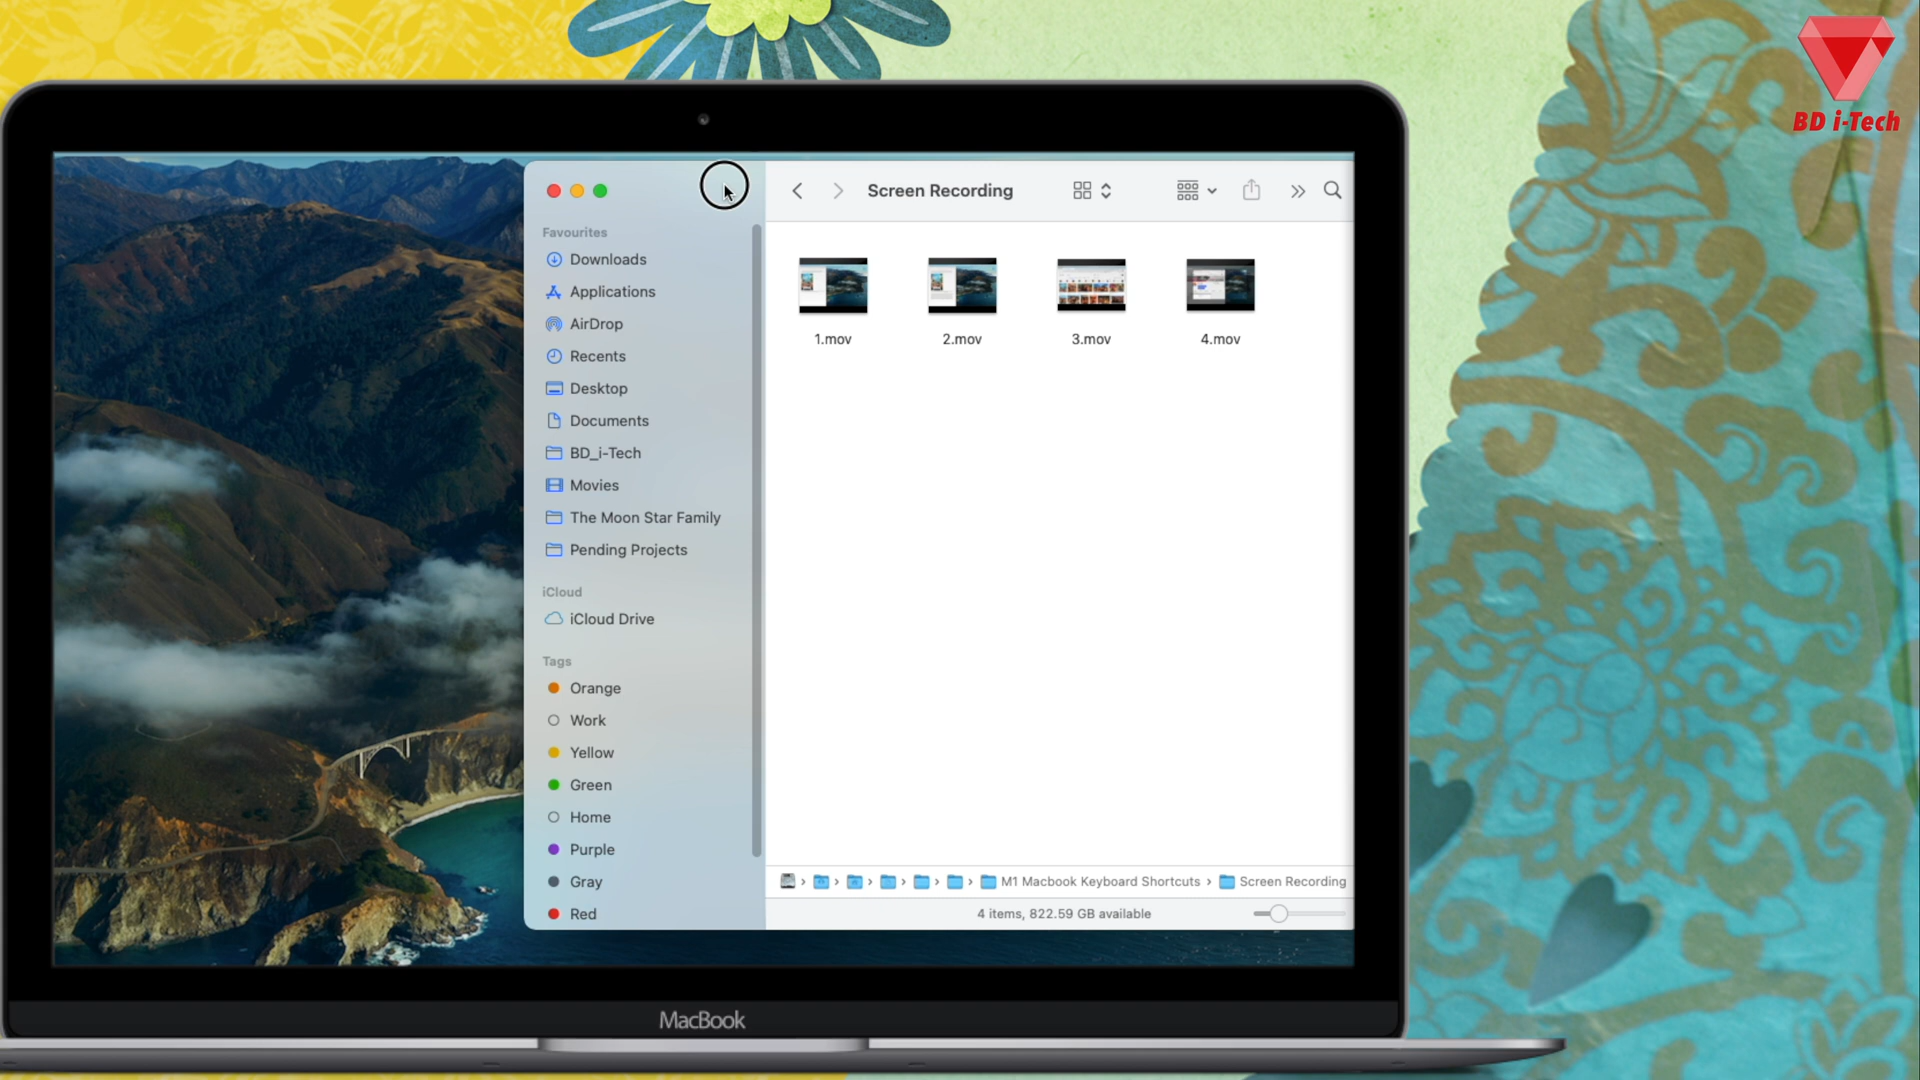 BD i-Tech
Screen Recording
Favourites
Downloads
Applications
AirDrop
Recents
Desktop
Documents
BD_i-Tech
Movies
The Moon Star Family
Pending Projects
iCloud
iCloud Drive
Tags
Orange
Work
Yellow
Green
Home
Purple
Gray
Red
1.mov
2.mov
3.mov
4.mov
M1 Macbook Keyboard Shortcuts
Screen Recording
4 items, 822.59 GB available
MacBook